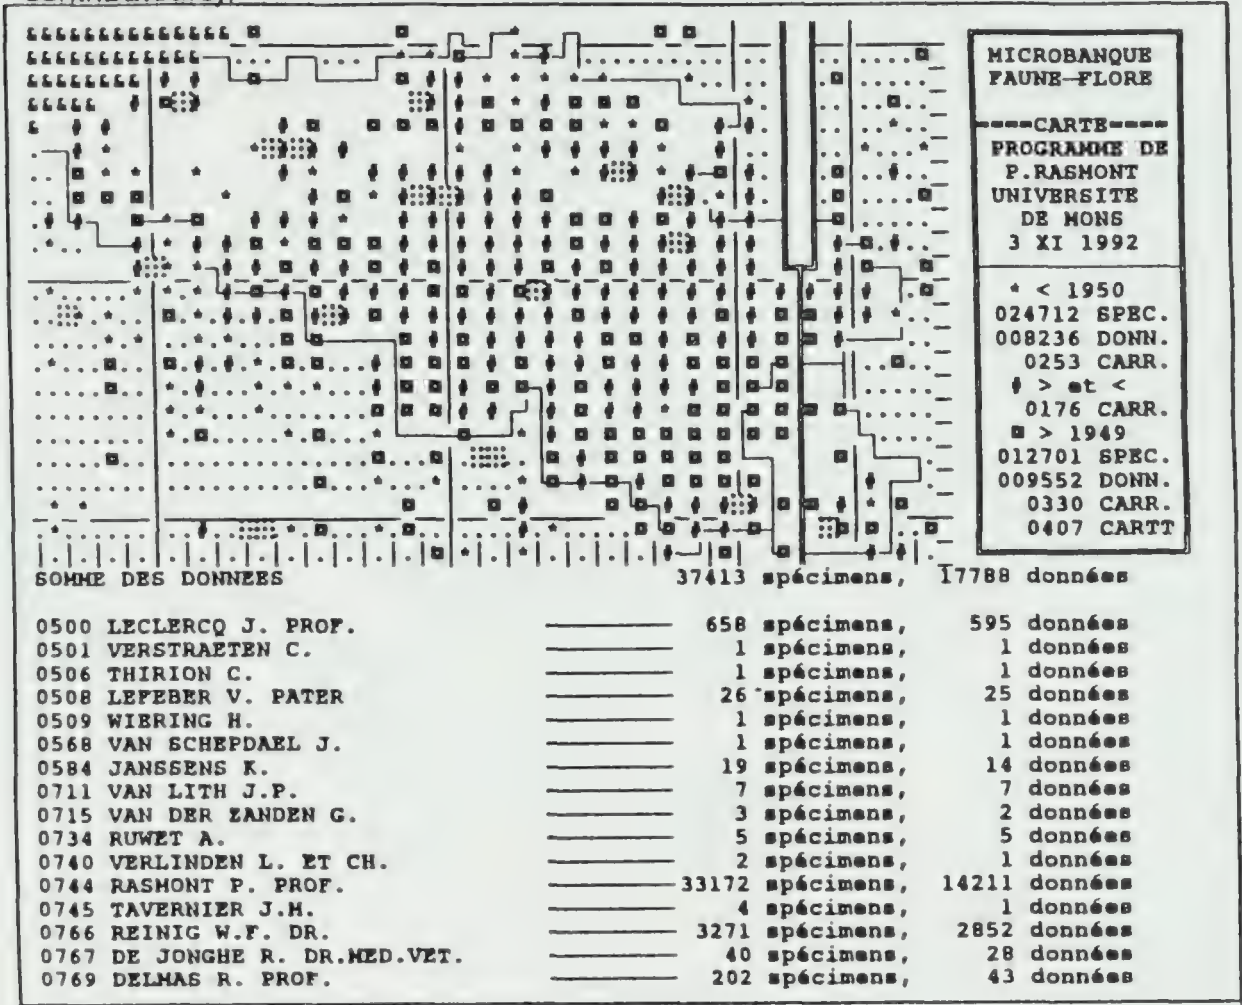 MICROBANQUE
FAUNE-FLORE
====CARTE====
PROGRAMME DE
P.RASMONT
UNIVERSITE
DE MONS
3 XI 1992
* < 1950
024712 SPEC.
008236 DONN.
0253 CARR.
> et <
0176 CARR.
> 1949
012701 SPEC.
009552 DONN.
0330 CARR.
0407 CARTT
SOMME DES DONNEES 37413 spécimens, 17788 données
0500 LECLERCQ J. PROF. 658 spécimens, 595 données
0501 VERSTRAETEN C. 1 spécimens, 1 données
0506 THIRION C. 1 spécimens, 1 données
0508 LEFEBER V. PATER 26 spécimens, 25 données
0509 WIERING H. 1 spécimens, 1 données
0568 VAN SCHEPDAEL J. 1 spécimens, 1 données
0584 JANSSENS K. 19 spécimens, 14 données
0711 VAN LITH J.P. 7 spécimens, 7 données
0715 VAN DER ZANDEN G. 3 spécimens, 2 données
0734 RUWET A. 5 spécimens, 5 données
0740 VERLINDEN L. ET CH. 2 spécimens, 1 données
0744 RASMONT P. PROF. 33172 spécimens, 14211 données
0745 TAVERNIER J.M. 4 spécimens, 1 données
0766 REINIG W.F. DR. 3271 spécimens, 2852 données
0767 DE JONGHE R. DR.MED.VET. 40 spécimens, 28 données
0769 DELMAS R. PROF. 202 spécimens, 43 données